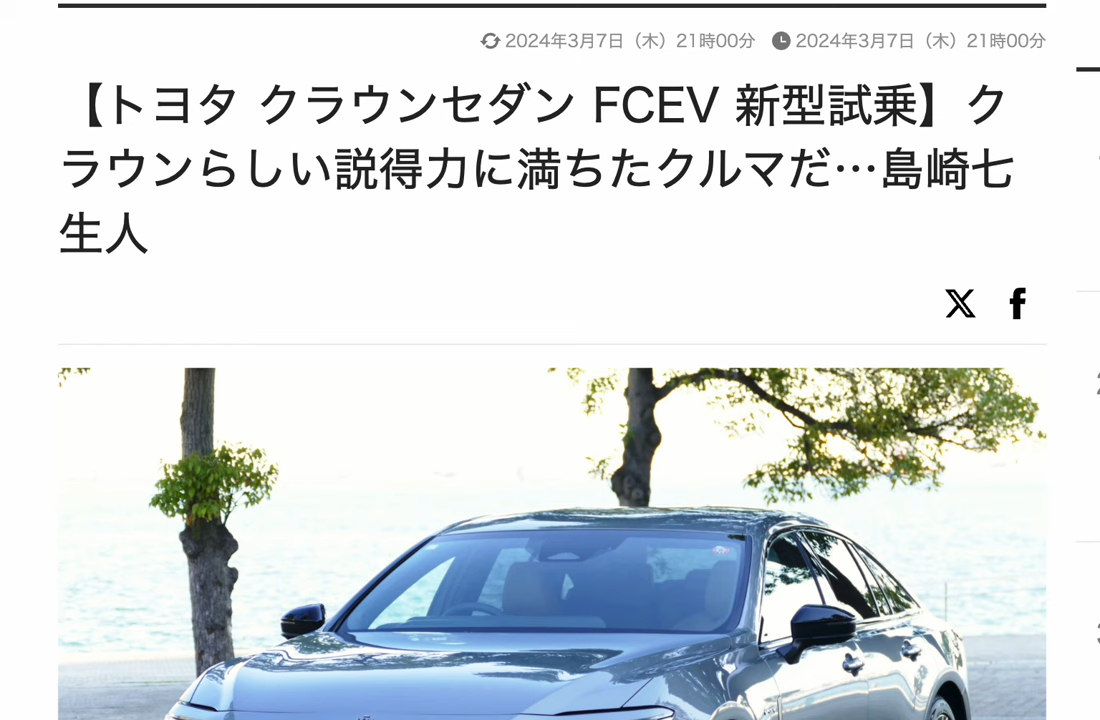 2024年3月7日（木）21時00分 2024年3月7日（木）21時00分
【トヨタ クラウンセダン FCEV 新型試乗】ク
ラウンらしい説得力に満ちたクルマだ…島崎七
生人